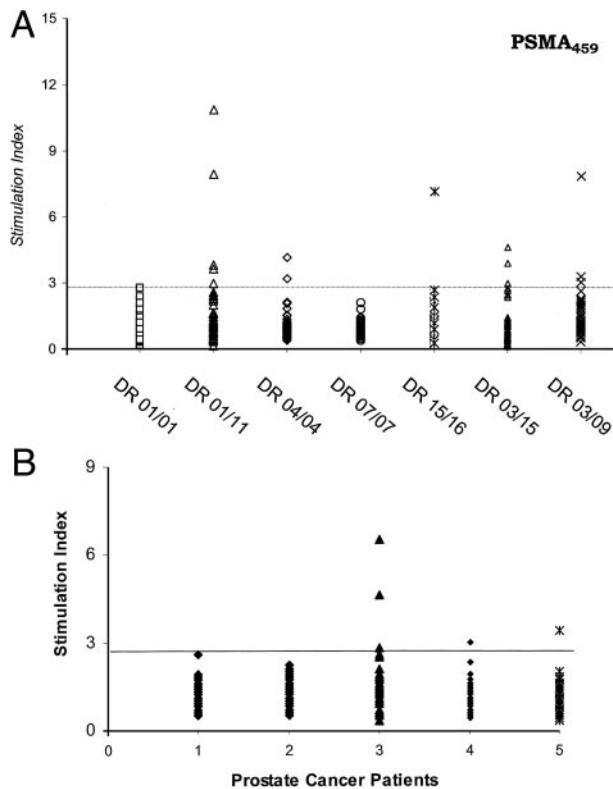 A
PSMA459
15
12
9
6
3
0
Stimulation Index
DR 01/01
DR 01/11
DR 04/04
DR 07/07
DR 15/16
DR 03/15
DR 03/09
B
9
6
3
0
Stimulation Index
0 1 2 3 4 5
Prostate Cancer Patients